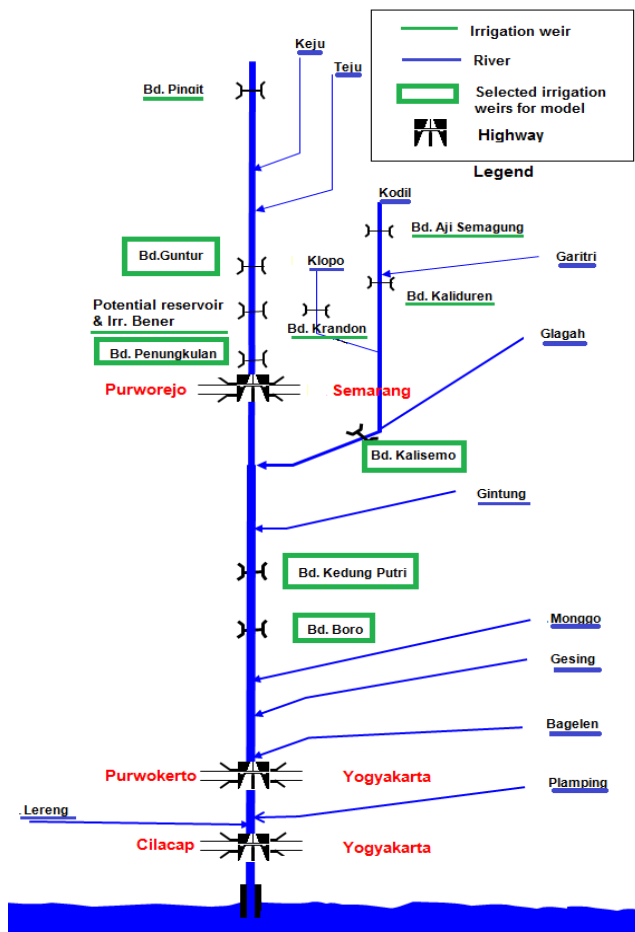 Keju
Teju
Bd. Pingit
Irrigation weir
River
Selected irrigation
weirs for model
Highway
Legend
Kodil
Bd. Aji Semagung
Bd.Guntur
Klopo
Garitri
Bd. Kaliduren
Potential reservoir
& Irr. Bener
Bd. Krandon
Glagah
Bd. Penungkulan
Purworejo
Semarang
Bd. Kalisemo
Gintung
Bd. Kedung Putri
Bd. Boro
.Monggo
Gesing
Bagelen
Purwokerto
Yogyakarta
Plamping
.Lereng
Cilacap
Yogyakarta